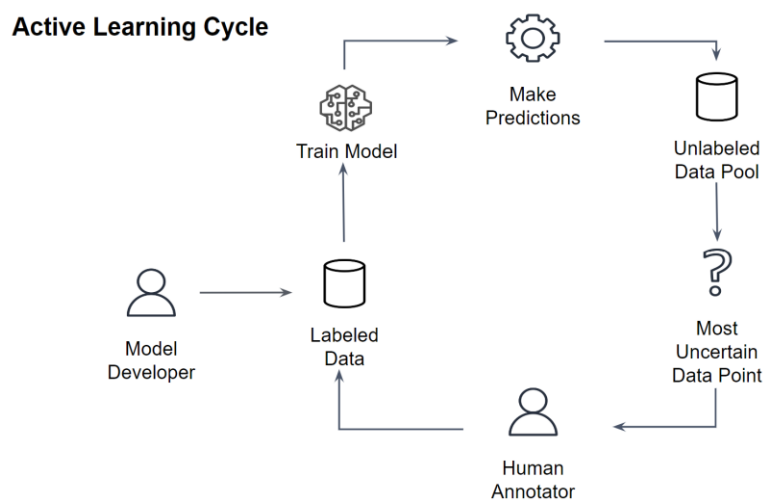 Active Learning Cycle
Make
Predictions
Train Model
Unlabeled
Data Pool
Model
Developer
Labeled
Data
Most
Uncertain
Data Point
Human
Annotator